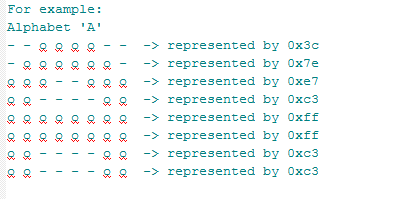 For example:
Alphabet 'A'
- - o o o o - - -> represented by 0x3c
- o o o o o o - -> represented by 0x7e
o o o - - o o o -> represented by 0xe7
o o - - - - o o -> represented by 0xc3
o o o o o o o o -> represented by 0xff
o o o o o o o o -> represented by 0xff
o o - - - - o o -> represented by 0xc3
o o - - - - o o -> represented by 0xc3